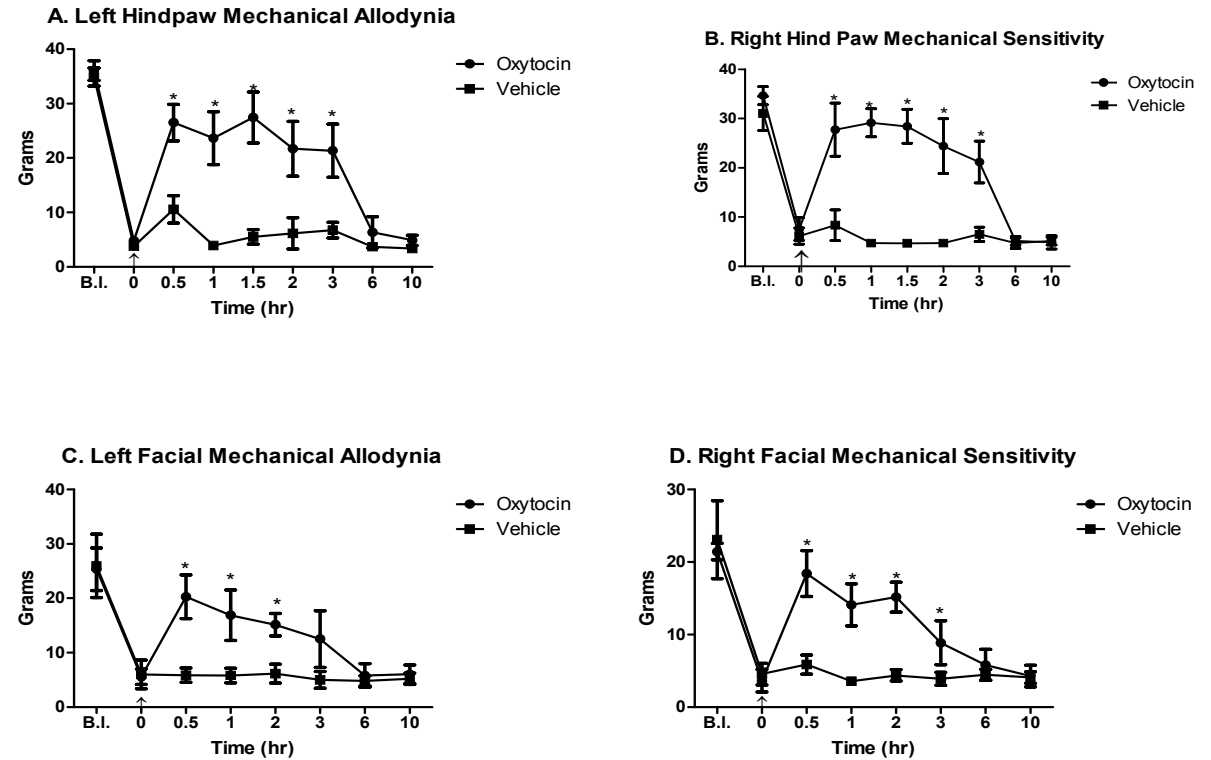 A. Left Hindpaw Mechanical Allodynia
40
30
20
10
0
Grams
* * * * *
B.I. 0 0.5 1 1.5 2 3 6 10
↑
Time (hr)
Oxytocin
Vehicle
B. Right Hind Paw Mechanical Sensitivity
40
30
20
10
0
Grams
* * * * *
B.I. 0 0.5 1 1.5 2 3 6 10
↑
Time (hr)
Oxytocin
Vehicle
C. Left Facial Mechanical Allodynia
40
30
20
10
0
Grams
* * *
B.I. 0 0.5 1 2 3 6 10
↑
Time (hr)
Oxytocin
Vehicle
D. Right Facial Mechanical Sensitivity
30
20
10
0
Grams
* * * *
B.I. 0 0.5 1 2 3 6 10
↑
Time (hr)
Oxytocin
Vehicle